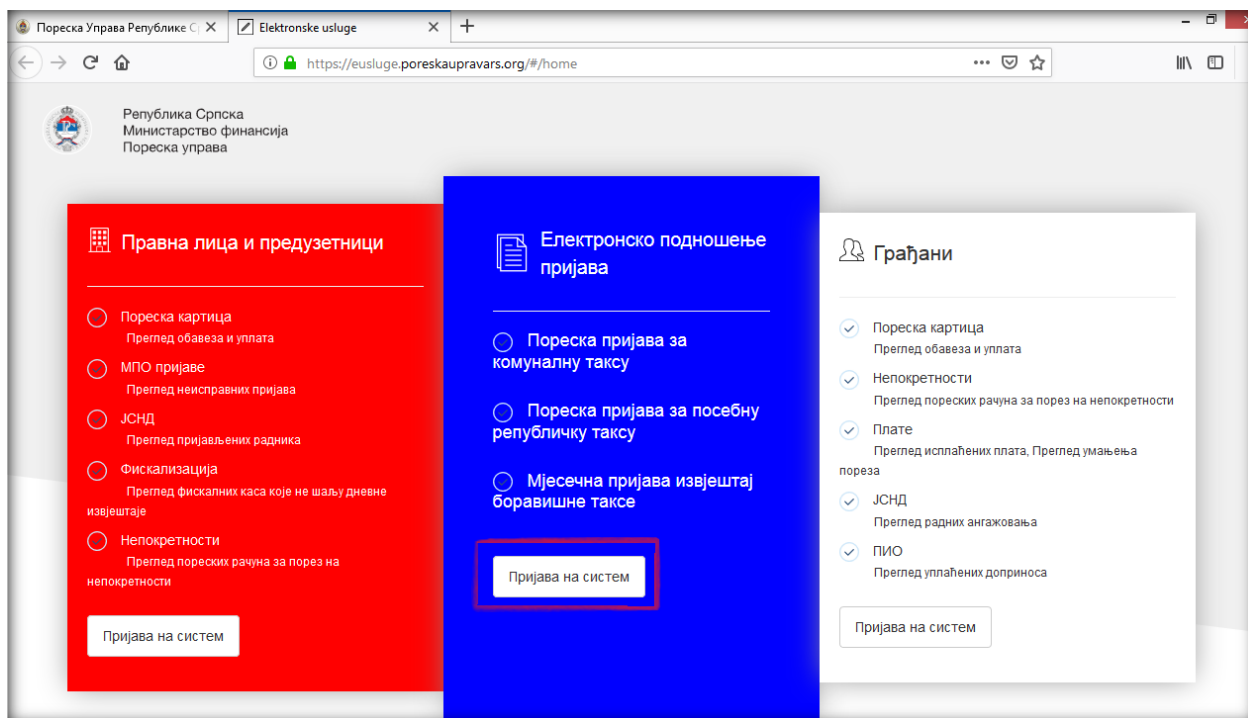 Пореска Управа Републике С
Elektronske usluge
https://eusluge.poreskaupravars.org/#/home
Република Српска
Министарство финансија
Пореска управа
Правна лица и предузетници
Пореска картица
Преглед обавеза и уплата
МПО пријаве
Преглед неисправних пријава
ЈСНД
Преглед пријављених радника
Фискализација
Преглед фискалних каса које не шаљу дневне
извјештаје
Непокретности
Преглед пореских рачуна за порез на
непокретности
Пријава на систем
Електронско подношење
пријава
Пореска пријава за
комуналну таксу
Пореска пријава за посебну
републичку таксу
Мјесечна пријава извјештај
боравишне таксе
Пријава на систем
Грађани
Пореска картица
Преглед обавеза и уплата
Непокретности
Преглед пореских рачуна за порез на непокретности
Плате
Преглед исплаћених плата, Преглед умањења
пореза
ЈСНД
Преглед радних ангажовања
ПИО
Преглед уплаћених доприноса
Пријава на систем